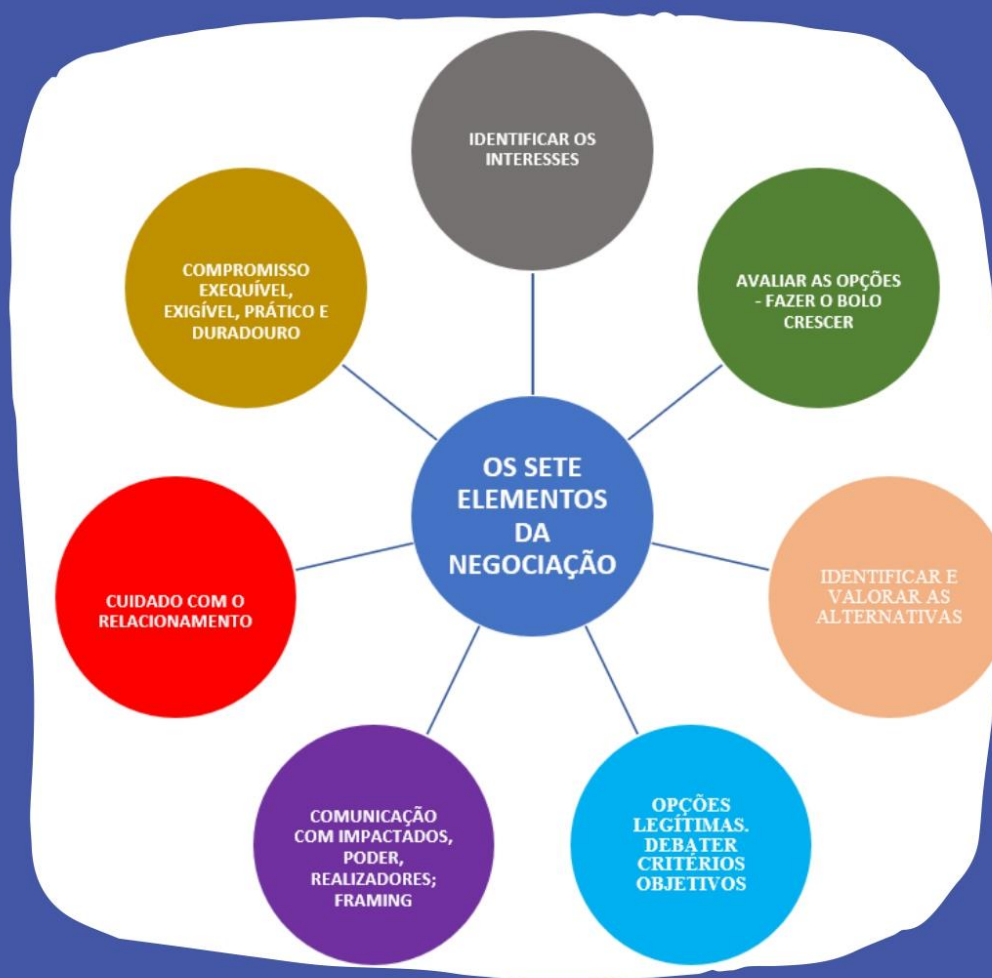 IDENTIFICAR OS
INTERESSES
AVALIAR AS OPÇÕES
- FAZER O BOLO
CRESCER
IDENTIFICAR E
VALORAR AS
ALTERNATIVAS
OPÇÕES
LEGÍTIMAS.
DEBATER
CRITÉRIOS
OBJETIVOS
COMUNICAÇÃO
COM IMPACTADOS,
PODER,
REALIZADORES;
FRAMING
CUIDADO COM O
RELACIONAMENTO
COMPROMISSO
EXEQUÍVEL,
EXIGÍVEL, PRÁTICO E
DURADOURO
OS SETE
ELEMENTOS
DA
NEGOCIAÇÃO